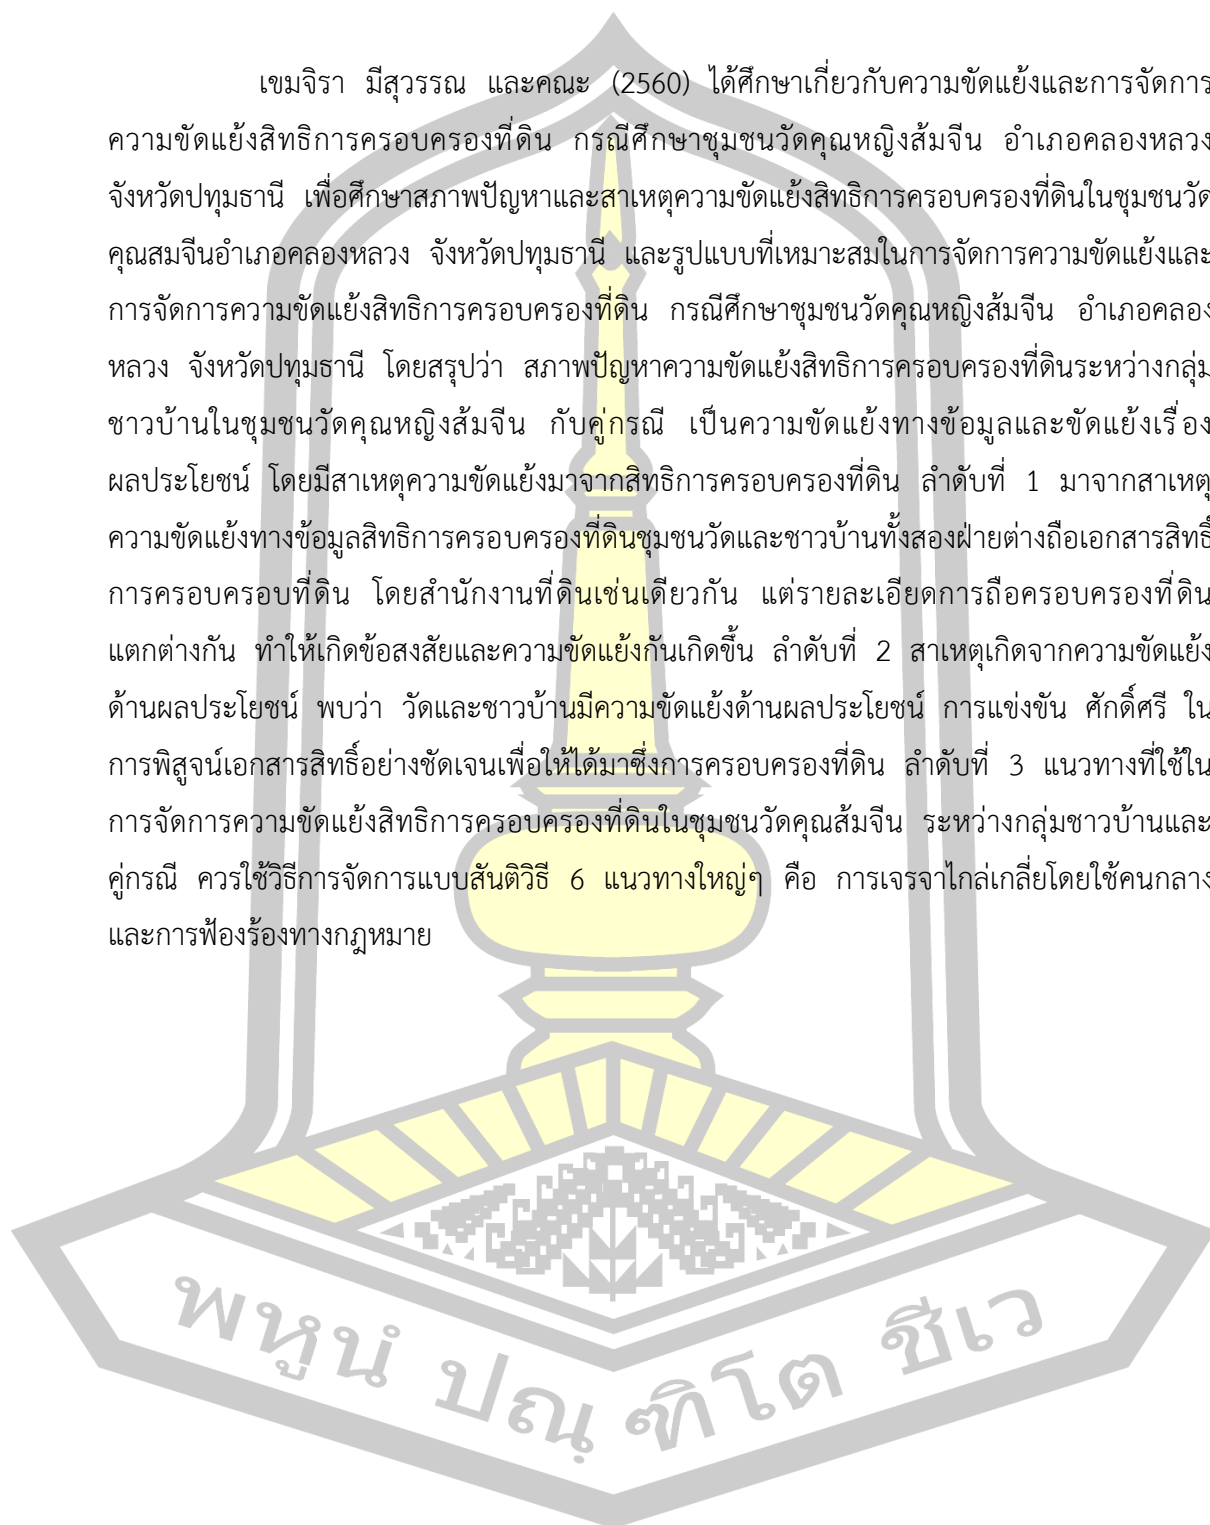 เขมจิรา มีสุวรรณ และคณะ (2560) ได้ศึกษาเกี่ยวกับความขัดแย้งและการจัดการ
ความขัดแย้งสิทธิการครอบครองที่ดิน กรณีศึกษาชุมชนวัดคุณหญิงส้มจีน อำเภอคลองหลวง
จังหวัดปทุมธานี เพื่อศึกษาสภาพปัญหาและสาเหตุความขัดแย้งสิทธิการครอบครองที่ดินในชุมชนวัด
คุณสมจีนอำเภอคลองหลวง จังหวัดปทุมธานี และรูปแบบที่เหมาะสมในการจัดการความขัดแย้งและ
การจัดการความขัดแย้งสิทธิการครอบครองที่ดิน กรณีศึกษาชุมชนวัดคุณหญิงส้มจีน อำเภอคลอง
หลวง จังหวัดปทุมธานี โดยสรุปว่า สภาพปัญหาความขัดแย้งสิทธิการครอบครองที่ดินระหว่างกลุ่ม
ชาวบ้านในชุมชนวัดคุณหญิงส้มจีน กับคู่กรณี เป็นความขัดแย้งทางข้อมูลและขัดแย้งเรื่อง
ผลประโยชน์ โดยมีสาเหตุความขัดแย้งมาจากสิทธิการครอบครองที่ดิน ลำดับที่ 1 มาจากสาเหตุ
ความขัดแย้งทางข้อมูลสิทธิการครอบครองที่ดินชุมชนวัดและชาวบ้านทั้งสองฝ่ายต่างถือเอกสารสิทธิ์
การครอบครอบที่ดิน โดยสำนักงานที่ดินเช่นเดียวกัน แต่รายละเอียดการถือครอบครองที่ดิน
แตกต่างกัน ทำให้เกิดข้อสงสัยและความขัดแย้งกันเกิดขึ้น ลำดับที่ 2 สาเหตุเกิดจากความขัดแย้ง
ด้านผลประโยชน์ พบว่า วัดและชาวบ้านมีความขัดแย้งด้านผลประโยชน์ การแข่งขัน ศักดิ์ศรี ใน
การพิสูจน์เอกสารสิทธิ์อย่างชัดเจนเพื่อให้ได้มาซึ่งการครอบครองที่ดิน ลำดับที่ 3 แนวทางที่ใช้ใน
การจัดการความขัดแย้งสิทธิการครอบครองที่ดินในชุมชนวัดคุณส้มจีน ระหว่างกลุ่มชาวบ้านและ
คู่กรณี ควรใช้วิธีการจัดการแบบสันติวิธี 6 แนวทางใหญ่ๆ คือ การเจรจาไกล่เกลี่ยโดยใช้คนกลาง
และการฟ้องร้องทางกฎหมาย
พหูนํ ปณฺฑิโต ชีเว